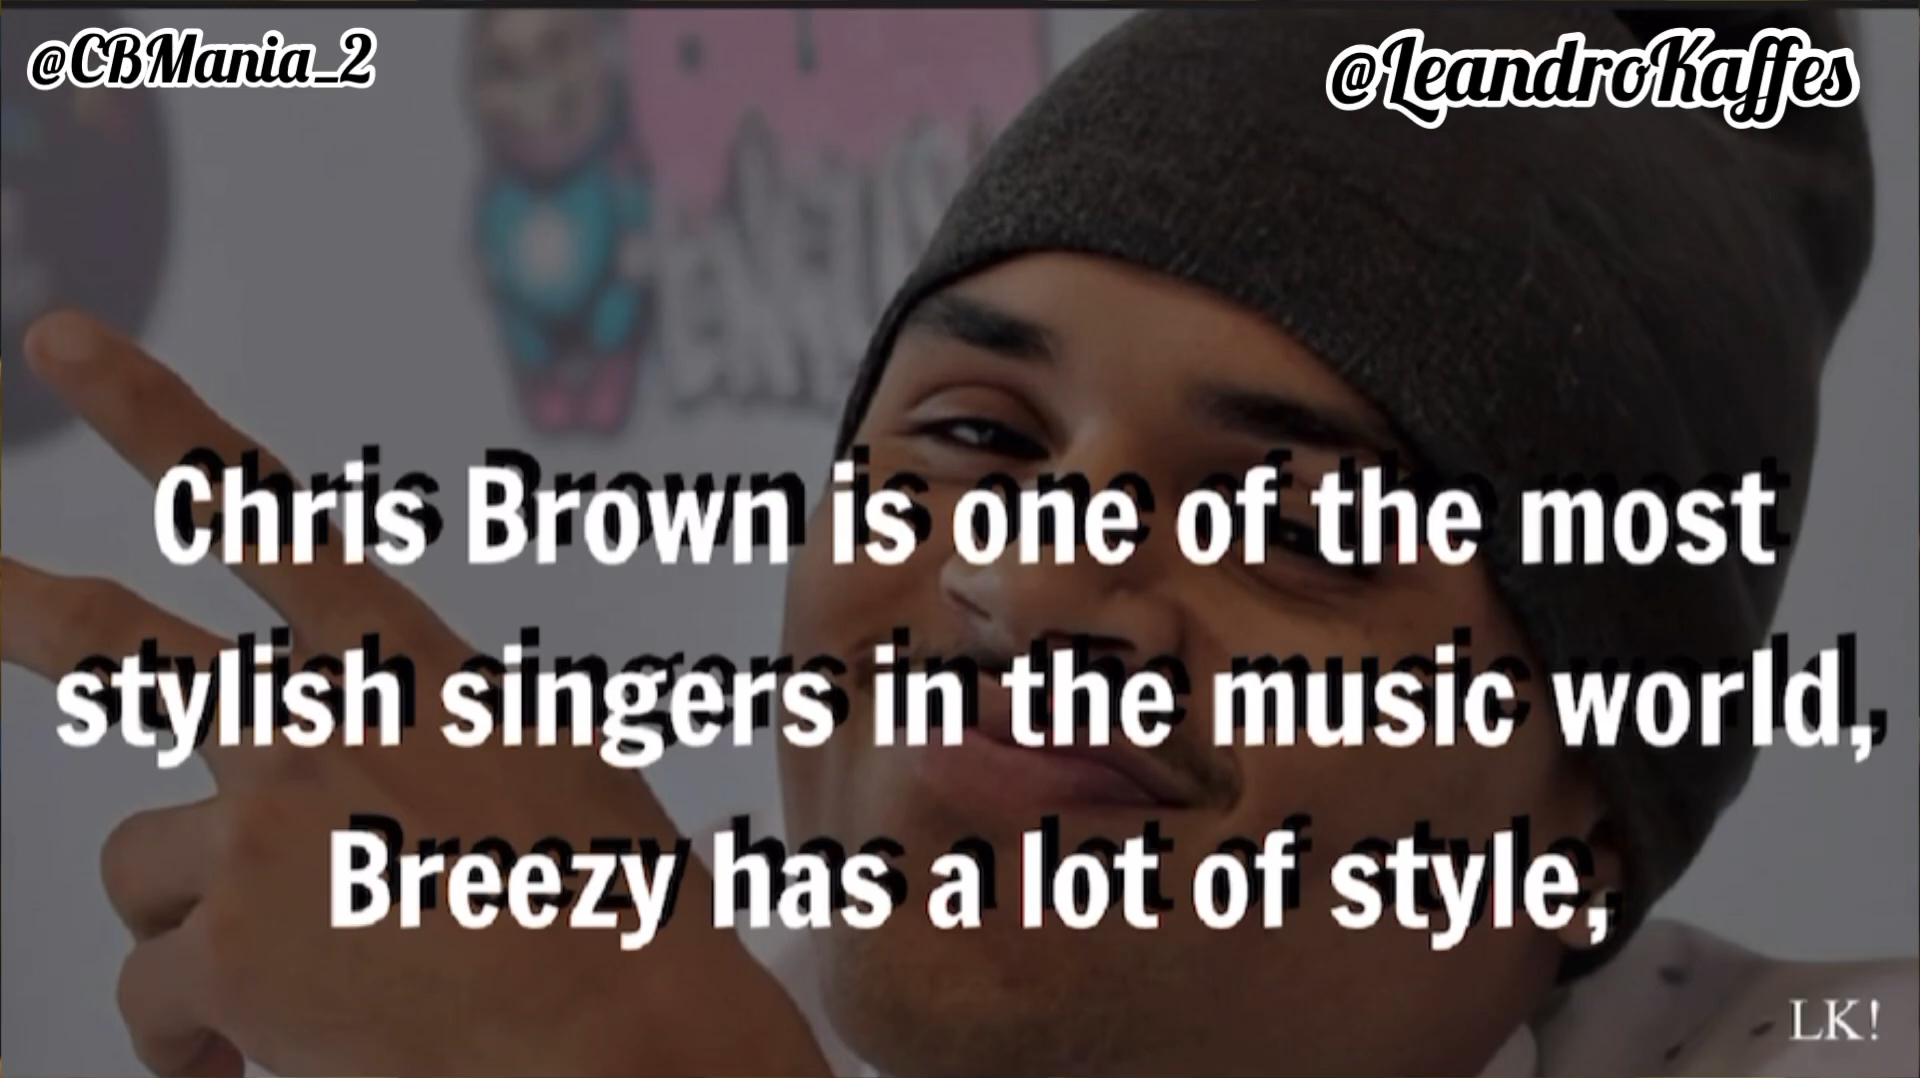 @CBMania_2
@LeandroKaffes
Chris Brown is one of the most
stylish singers in the music world,
Breezy has a lot of style,
LK!